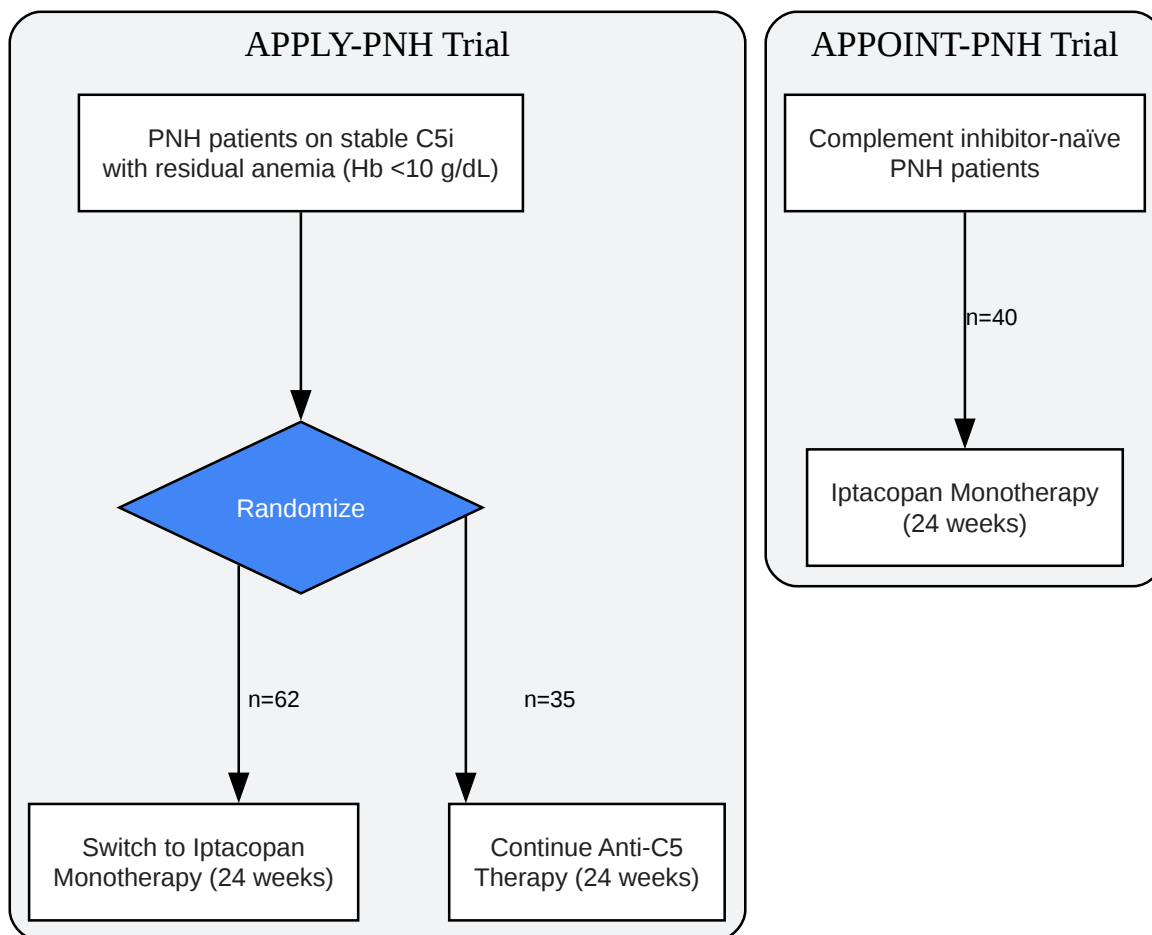 APPLY-PNH Trial
PNH patients on stable C5i
with residual anemia (Hb <10 g/dL)
Randomize
n=62
n=35
Switch to Iptacopan
Monotherapy (24 weeks)
Continue Anti-C5
Therapy (24 weeks)
APPOINT-PNH Trial
Complement inhibitor-naïve
PNH patients
n=40
Iptacopan Monotherapy
(24 weeks)